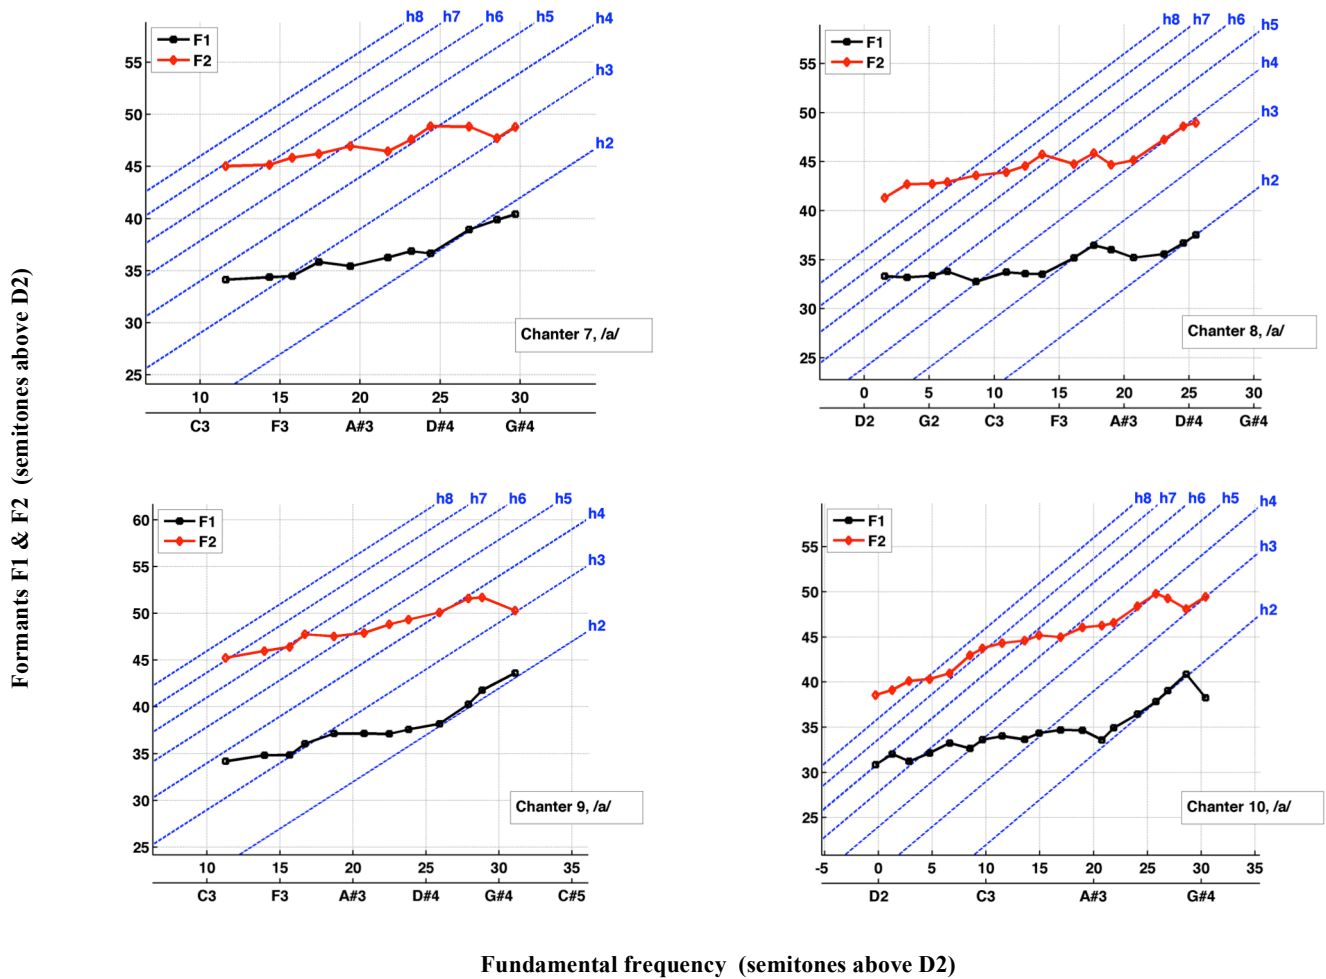 Formants F1 & F2 (semitones above D2)
h8 h7 h6 h5 h4 h3 h2
F1
F2
55
50
45
40
35
30
25
Chanter 7, /a/
10 15 20 25 30
C3 F3 A#3 D#4 G#4
h8 h7 h6 h5 h4 h3 h2
F1
F2
55
50
45
40
35
30
25
Chanter 8, /a/
0 5 10 15 20 25 30
D2 G2 C3 F3 A#3 D#4 G#4
h8 h7 h6 h5 h4 h3 h2
F1
F2
60
55
50
45
40
35
30
25
Chanter 9, /a/
10 15 20 25 30 35
C3 F3 A#3 D#4 G#4 C#5
h8 h7 h6 h5 h4 h3 h2
F1
F2
55
50
45
40
35
30
25
Chanter 10, /a/
-5 0 5 10 15 20 25 30 35
D2 C3 A#3 G#4
Fundamental frequency (semitones above D2)